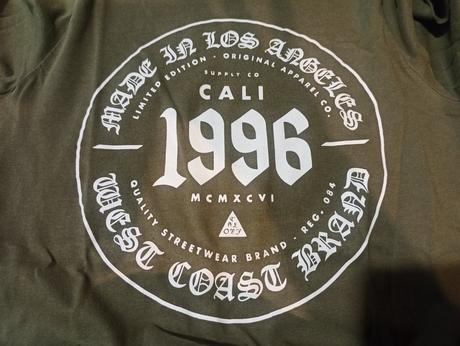 MADE IN LOS ANGELES
LIMITED EDITION · ORIGINAL APPAREL CO.
SUPPLY CO
CALI
1996
MCMXCVI
QUALITY STREETWEAR BRAND · REG. 084
WEST COAST BRAND